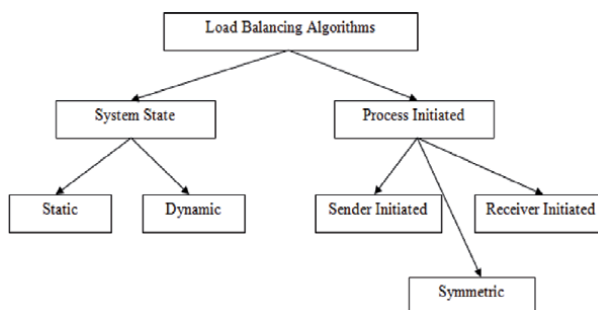 Load Balancing Algorithms
System State
Process Initiated
Static
Dynamic
Sender Initiated
Receiver Initiated
Symmetric